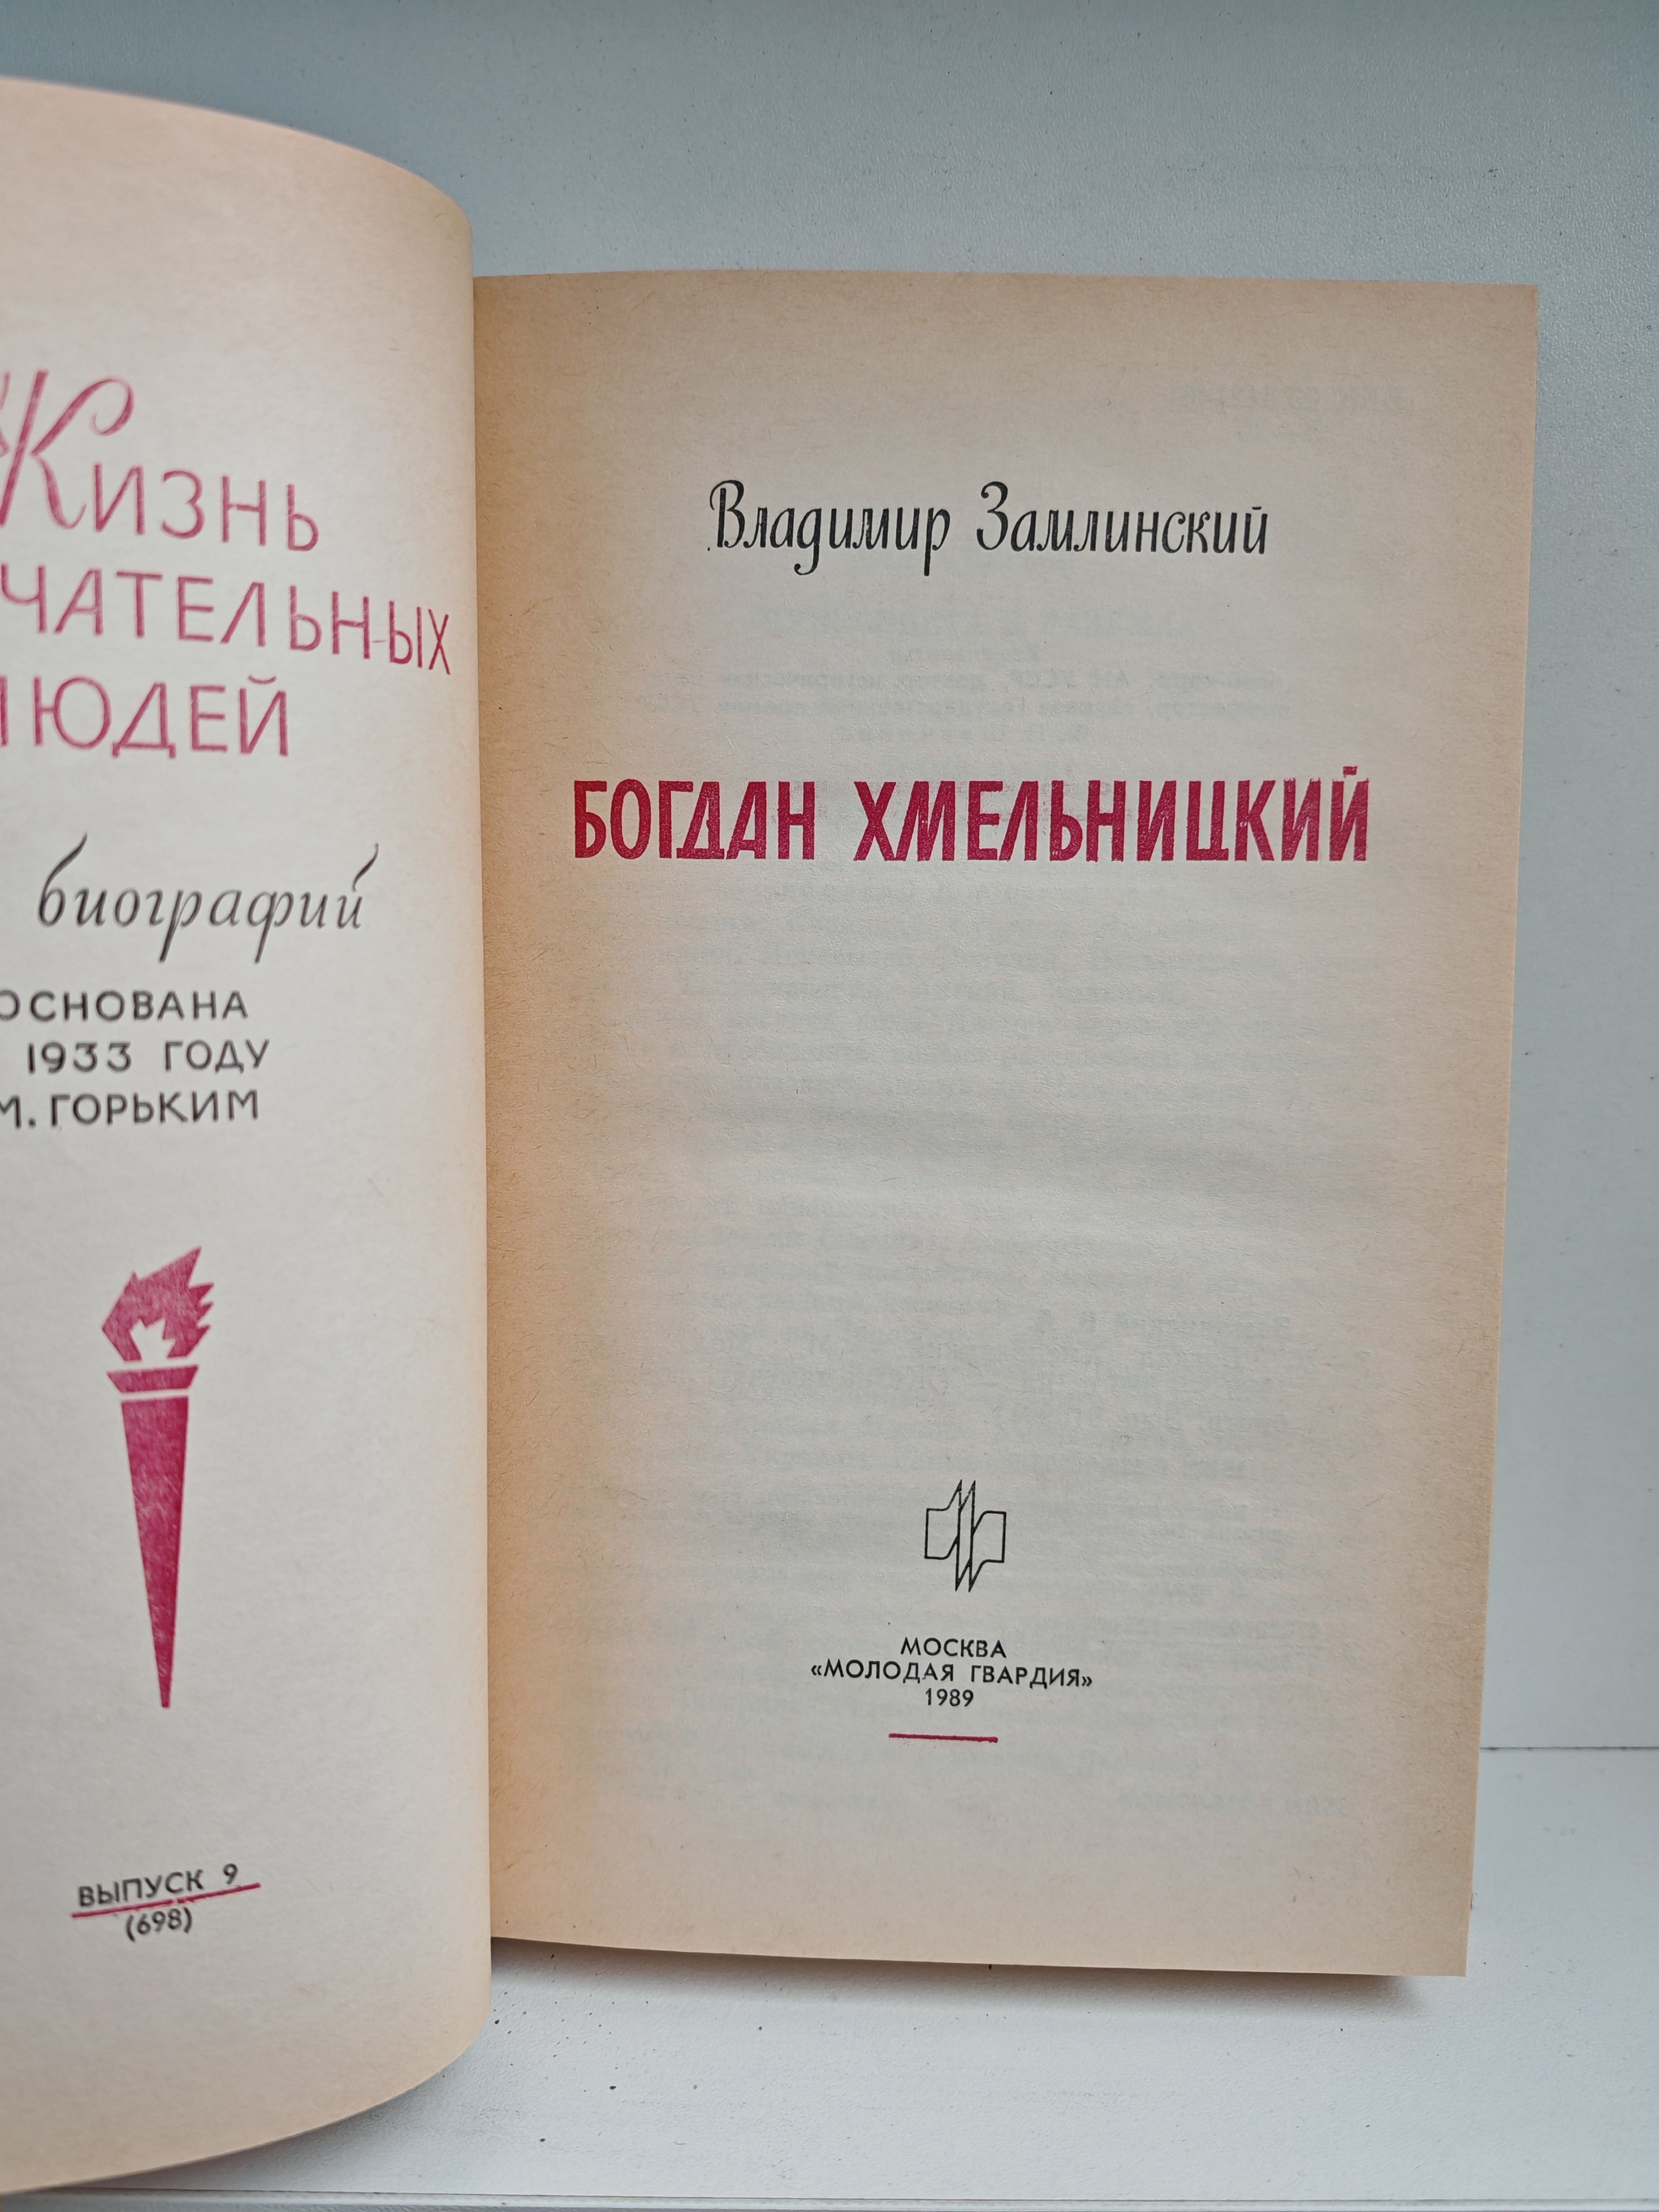 Жизнь
ЧАТЕЛЬНЫХ
ЛЮДЕЙ
биографий
ОСНОВАНА
1933 ГОДУ
М. ГОРЬКИМ
ВЫПУСК 9
(698)
Владимир Замлинский
БОГДАН ХМЕЛЬНИЦКИЙ
МОСКВА
«МОЛОДАЯ ГВАРДИЯ»
1989